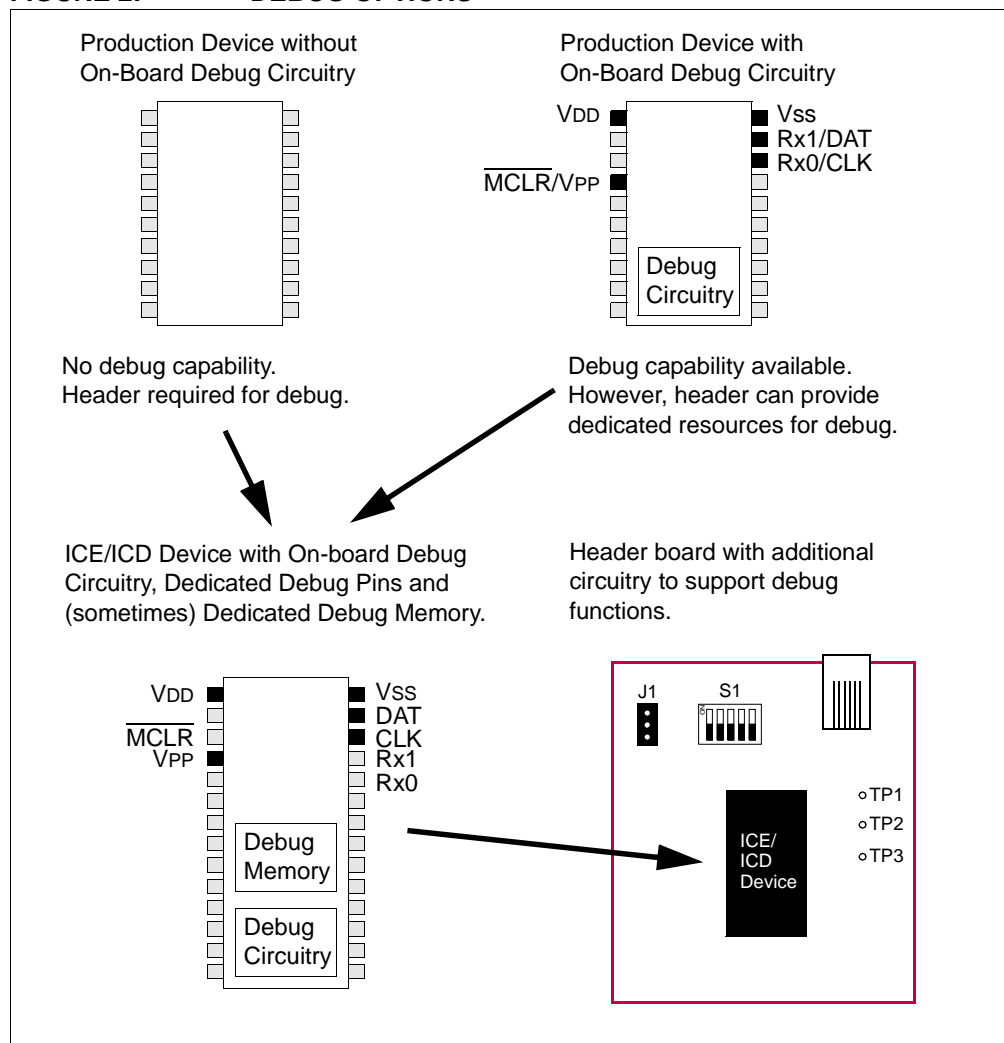 Production Device without
On-Board Debug Circuitry
Production Device with
On-Board Debug Circuitry
VDD
MCLR/VPP
Vss
Rx1/DAT
Rx0/CLK
Debug
Circuitry
No debug capability.
Header required for debug.
Debug capability available.
However, header can provide
dedicated resources for debug.
ICE/ICD Device with On-board Debug
Circuitry, Dedicated Debug Pins and
(sometimes) Dedicated Debug Memory.
Header board with additional
circuitry to support debug
functions.
VDD
MCLR
VPP
VSS
DAT
CLK
Rx1
Rx0
Debug
Memory
Debug
Circuitry
J1
S1
ON
TP1
TP2
TP3
ICE/
ICD
Device